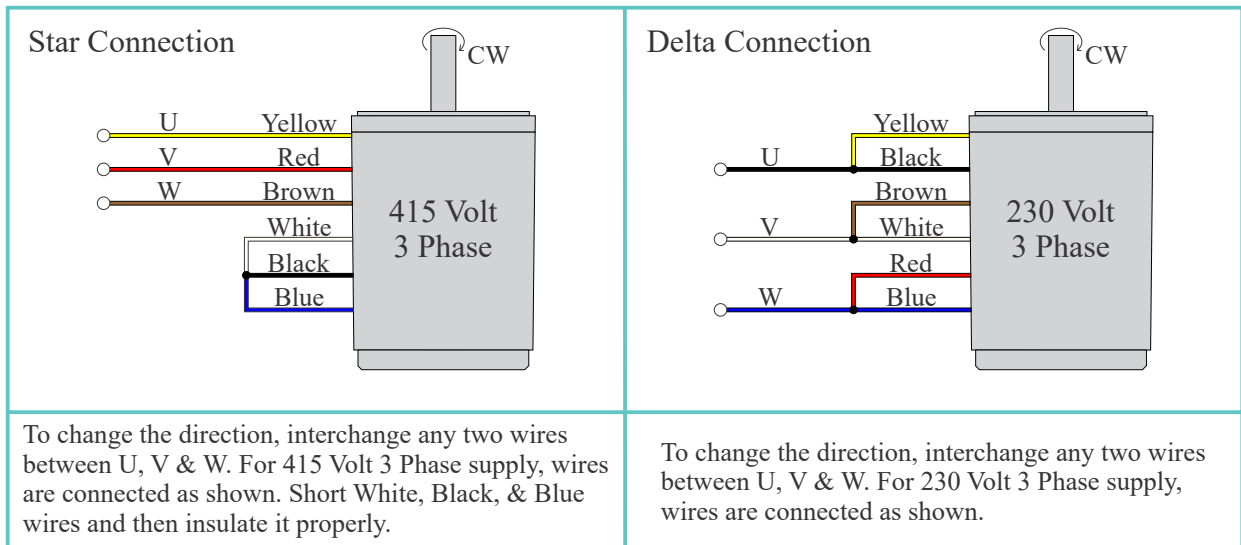 Star Connection
CW
U Yellow
V Red
W Brown
White
Black
Blue
415 Volt
3 Phase
To change the direction, interchange any two wires
between U, V & W. For 415 Volt 3 Phase supply, wires
are connected as shown. Short White, Black, & Blue
wires and then insulate it properly.
Delta Connection
CW
Yellow
U Black
Brown
V White
Red
W Blue
230 Volt
3 Phase
To change the direction, interchange any two wires
between U, V & W. For 230 Volt 3 Phase supply,
wires are connected as shown.